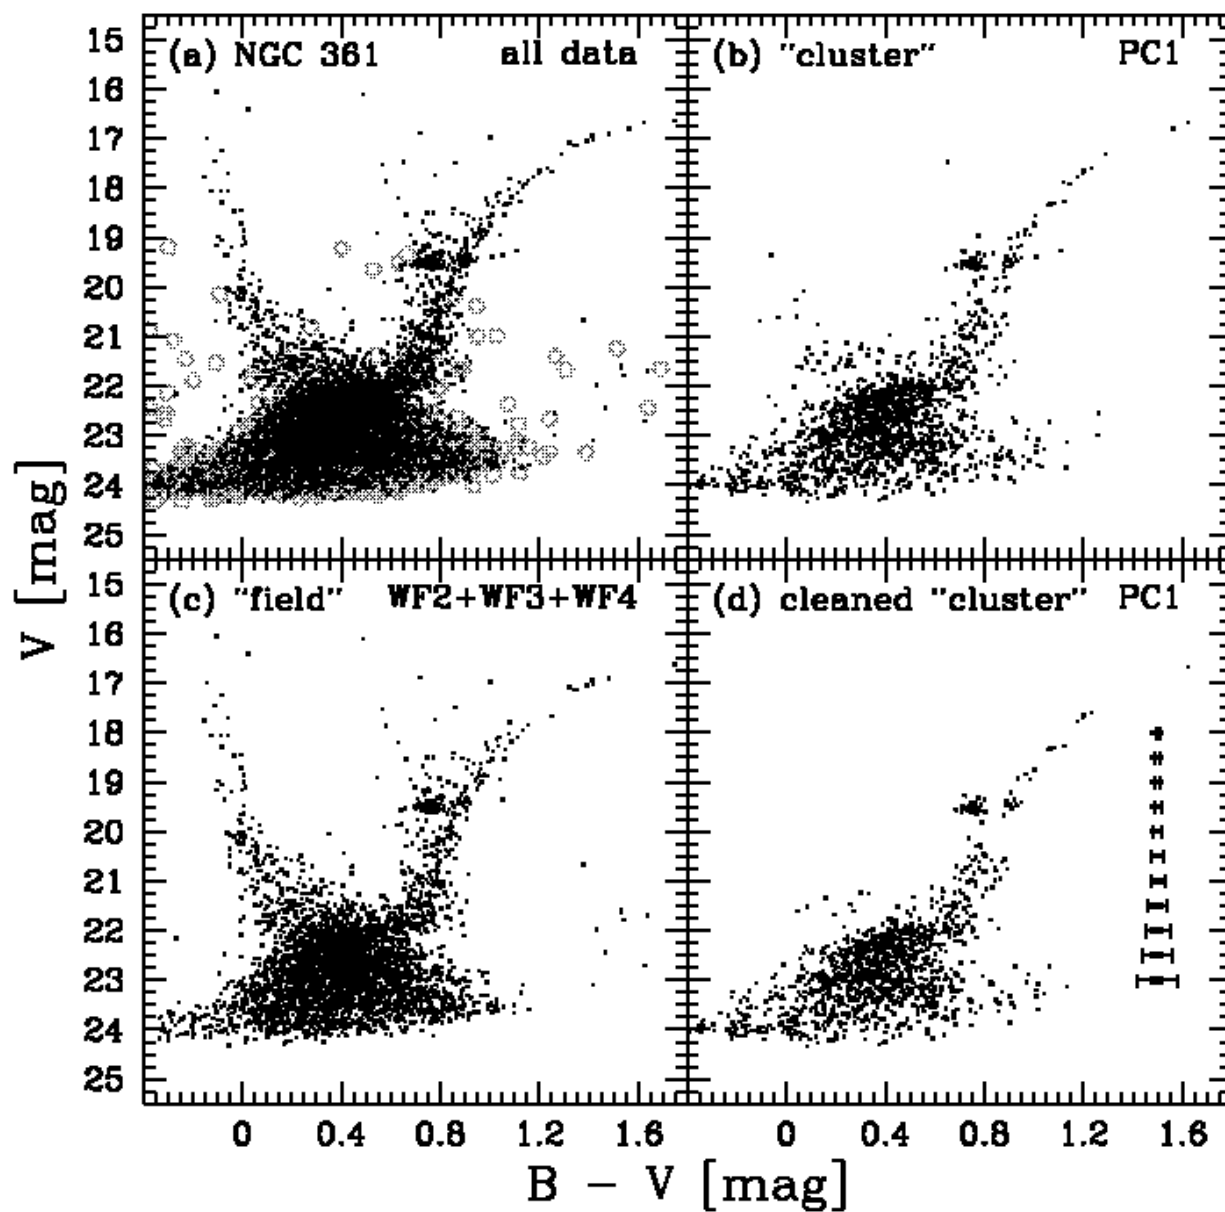 (a) NGC 361 all data
(b) "cluster" PC1
15
16
17
18
19
20
21
22
23
24
25
(c) "field" WF2+WF3+WF4
(d) cleaned "cluster" PC1
15
16
17
18
19
20
21
22
23
24
25
V [mag]
0 0.4 0.8 1.2 1.6
0 0.4 0.8 1.2 1.6
B – V [mag]